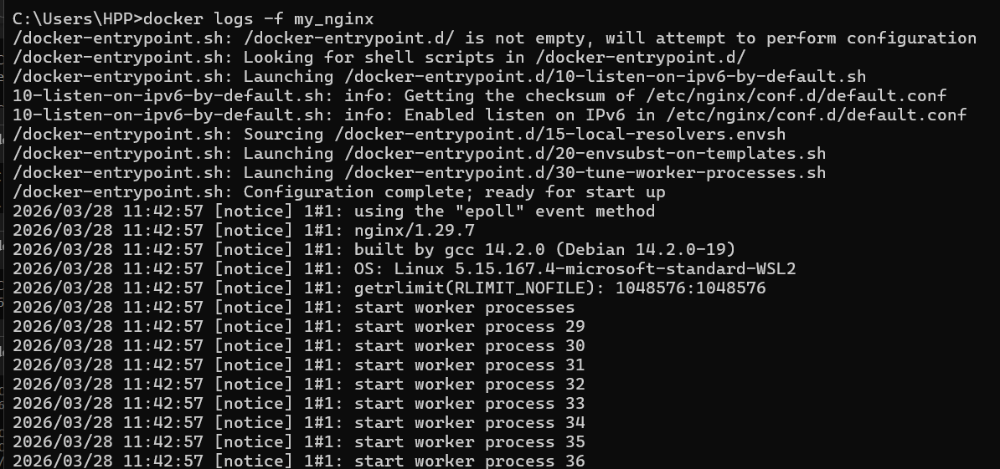 C:\Users\HPP>docker logs -f my_nginx
/docker-entrypoint.sh: /docker-entrypoint.d/ is not empty, will attempt to perform configuration
/docker-entrypoint.sh: Looking for shell scripts in /docker-entrypoint.d/
/docker-entrypoint.sh: Launching /docker-entrypoint.d/10-listen-on-ipv6-by-default.sh
10-listen-on-ipv6-by-default.sh: info: Getting the checksum of /etc/nginx/conf.d/default.conf
10-listen-on-ipv6-by-default.sh: info: Enabled listen on IPv6 in /etc/nginx/conf.d/default.conf
/docker-entrypoint.sh: Sourcing /docker-entrypoint.d/15-local-resolvers.envsh
/docker-entrypoint.sh: Launching /docker-entrypoint.d/20-envsubst-on-templates.sh
/docker-entrypoint.sh: Launching /docker-entrypoint.d/30-tune-worker-processes.sh
/docker-entrypoint.sh: Configuration complete; ready for start up
2026/03/28 11:42:57 [notice] 1#1: using the "epoll" event method
2026/03/28 11:42:57 [notice] 1#1: nginx/1.29.7
2026/03/28 11:42:57 [notice] 1#1: built by gcc 14.2.0 (Debian 14.2.0-19)
2026/03/28 11:42:57 [notice] 1#1: OS: Linux 5.15.167.4-microsoft-standard-WSL2
2026/03/28 11:42:57 [notice] 1#1: getrlimit(RLIMIT_NOFILE): 1048576:1048576
2026/03/28 11:42:57 [notice] 1#1: start worker processes
2026/03/28 11:42:57 [notice] 1#1: start worker process 29
2026/03/28 11:42:57 [notice] 1#1: start worker process 30
2026/03/28 11:42:57 [notice] 1#1: start worker process 31
2026/03/28 11:42:57 [notice] 1#1: start worker process 32
2026/03/28 11:42:57 [notice] 1#1: start worker process 33
2026/03/28 11:42:57 [notice] 1#1: start worker process 34
2026/03/28 11:42:57 [notice] 1#1: start worker process 35
2026/03/28 11:42:57 [notice] 1#1: start worker process 36